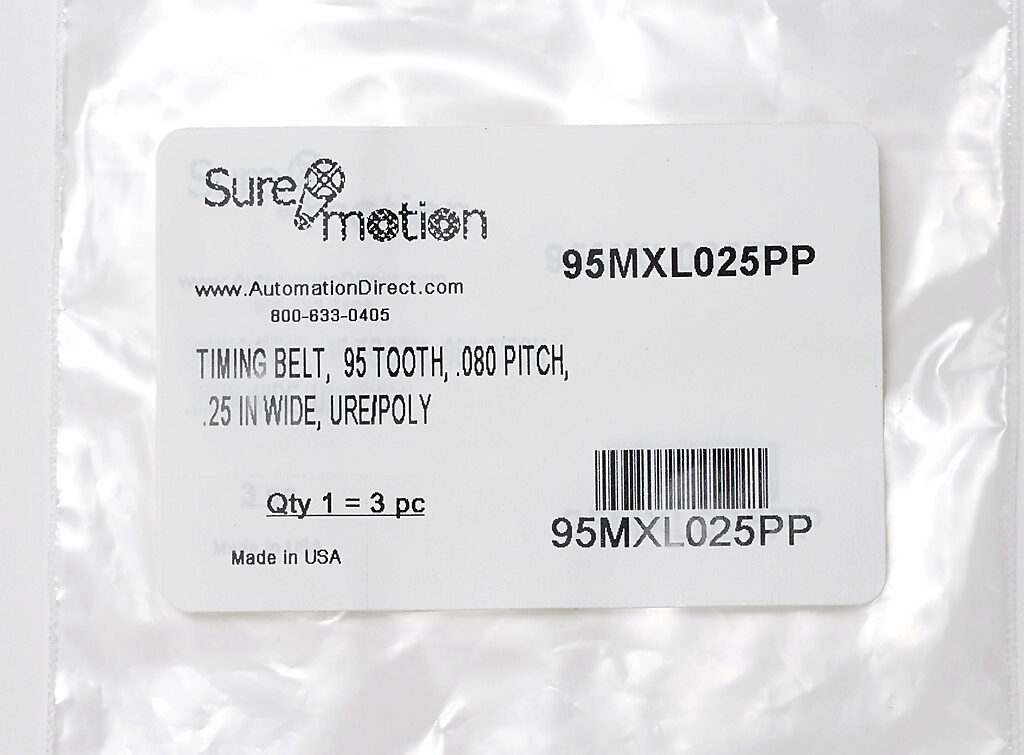 Sure motion
95MXL025PP
www.AutomationDirect.com
800-633-0405
TIMING BELT, 95 TOOTH, .080 PITCH,
.25 IN WIDE, URE/POLY
Qty 1 = 3 pc
Made in USA
95MXL025PP